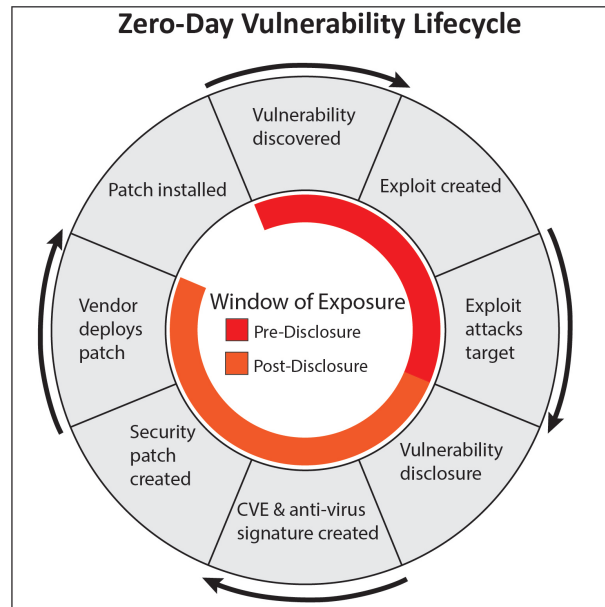 Zero-Day Vulnerability Lifecycle
Vulnerability
discovered
Exploit created
Exploit
attacks
target
Vulnerability
disclosure
CVE & anti-virus
signature created
Security
patch
created
Vendor
deploys
patch
Patch installed
Window of Exposure
Pre-Disclosure
Post-Disclosure